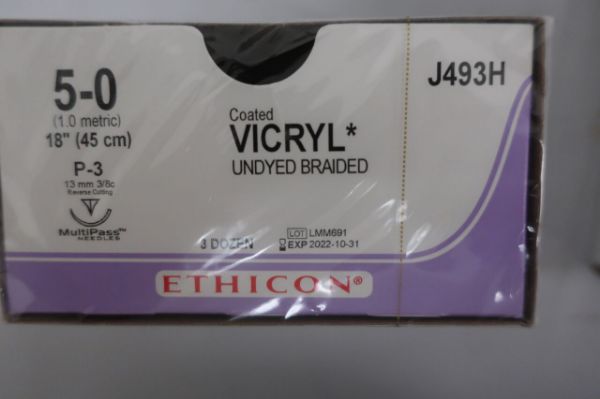 5-0
(1.0 metric)
18" (45 cm)
P-3
13 mm 3/8c
Reverse Cutting
MultiPass™
NEEDLES
Coated
VICRYL*
UNDYED BRAIDED
3 DOZEN
LOT LMM691
EXP 2022-10-31
J493H
ETHICON®